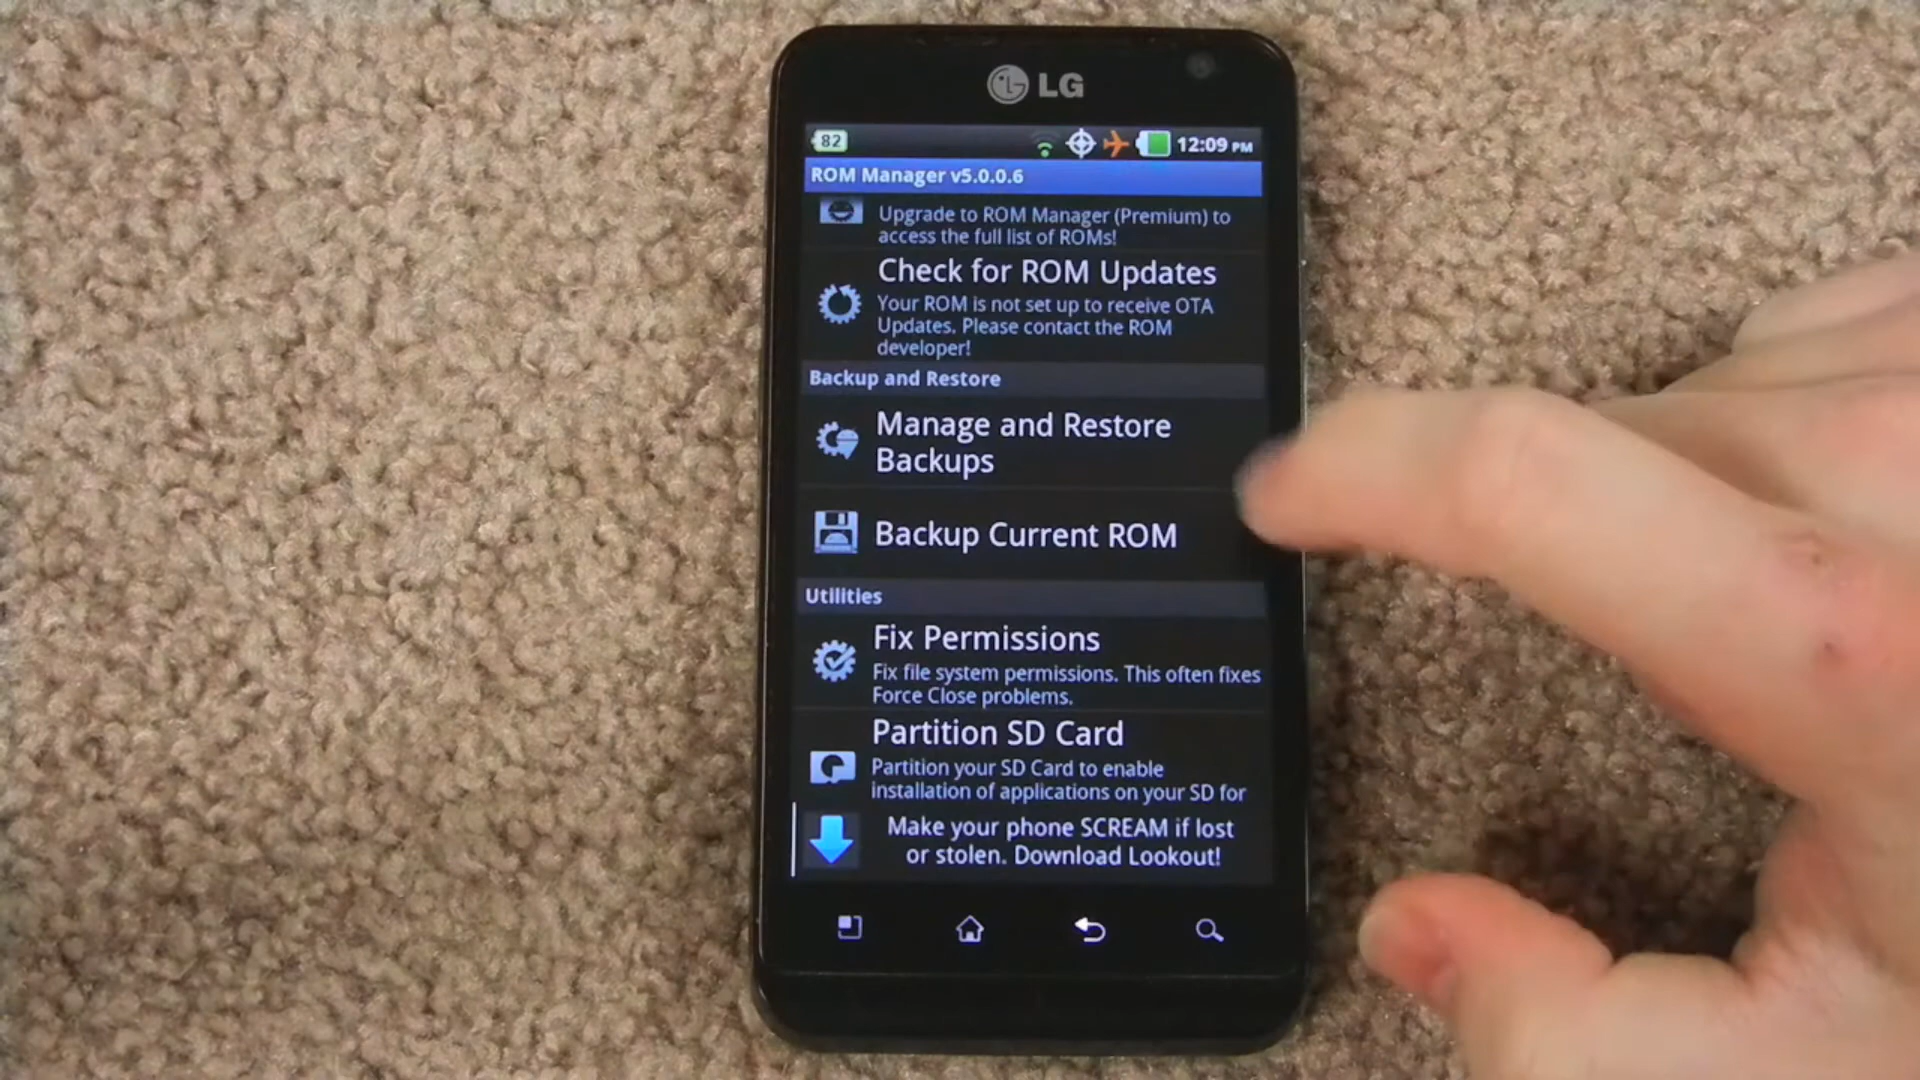 LG
82
12:09 PM
ROM Manager v5.0.0.6
Upgrade to ROM Manager (Premium) to
access the full list of ROMs!
Check for ROM Updates
Your ROM is not set up to receive OTA
Updates. Please contact the ROM
developer!
Backup and Restore
Manage and Restore
Backups
Backup Current ROM
Utilities
Fix Permissions
Fix file system permissions. This often fixes
Force Close problems.
Partition SD Card
Partition your SD Card to enable
installation of applications on your SD for
Make your phone SCREAM if lost
or stolen. Download Lookout!